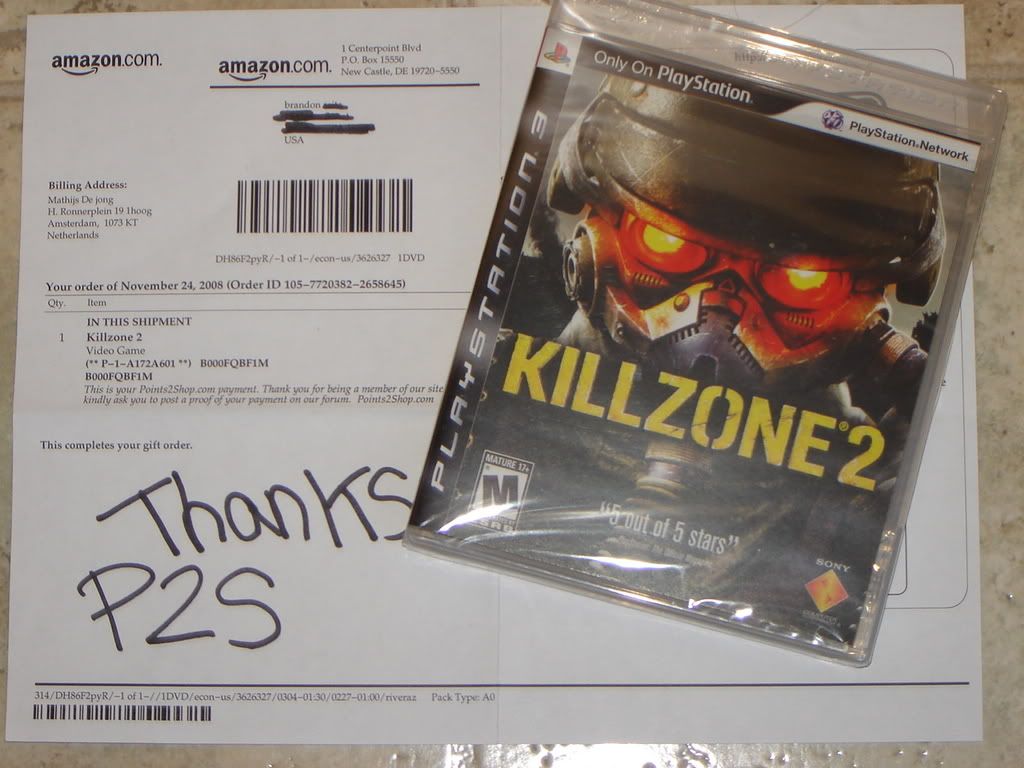 amazon.com.
amazon.com.
1 Centerpoint Blvd
P.O. Box 15550
New Castle, DE 19720-5550
brandon
USA
Billing Address:
Mathijs De jong
H. Ronnerplein 19 1hoog
Amsterdam, 1073 KT
Netherlands
DH86F2pyR/-1 of 1-/econ-us/3626327 1DVD
Your order of November 24, 2008 (Order ID 105-7720382-2658645)
Qty. Item
IN THIS SHIPMENT
1 Killzone 2
Video Game
(** P-1-A172A601 **) B000FQBF1M
B000FQBF1M
This is your Points2Shop.com payment. Thank you for being a member of our site
kindly ask you to post a proof of your payment on our forum. Points2Shop.com
This completes your gift order.
Thanks
P2S
314/DH86F2pyR/-1 of 1-//1DVD/econ-us/3626327/0304-01:30/0227-01:00/riveraz Pack Type: A0
Only On PlayStation.
PlayStation Network
PLAYSTATION 3
KILLZONE 2
MATURE 17+
M
ESRB
"5 out of 5 stars"
SONY
COMPUTER